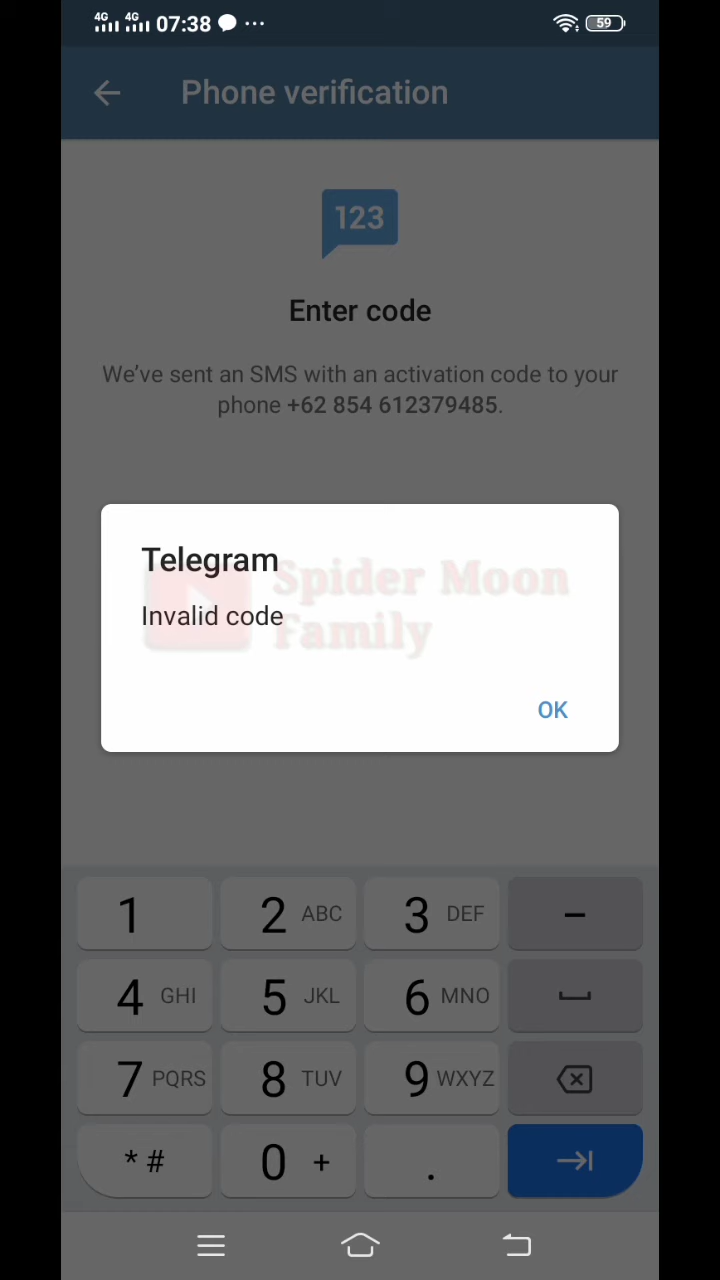 4G 4G 07:38 59
Phone verification
123
Enter code
We've sent an SMS with an activation code to your
phone +62 854 612379485.
Telegram
Spider Moon
Invalid code
Family
OK
1 2 ABC 3 DEF –
4 GHI 5 JKL 6 MNO
7 PQRS 8 TUV 9 WXYZ
* # 0 + .